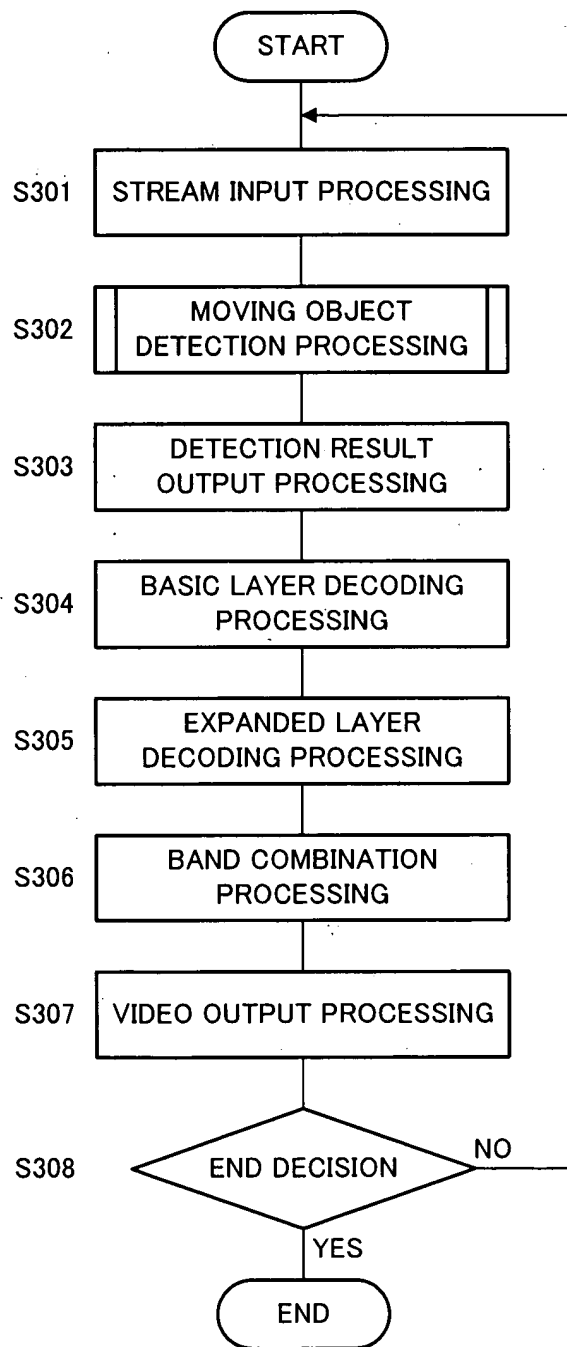 START
S301
STREAM INPUT PROCESSING
S302
MOVING OBJECT
DETECTION PROCESSING
S303
DETECTION RESULT
OUTPUT PROCESSING
S304
BASIC LAYER DECODING
PROCESSING
S305
EXPANDED LAYER
DECODING PROCESSING
S306
BAND COMBINATION
PROCESSING
S307
VIDEO OUTPUT PROCESSING
S308
END DECISION
NO
YES
END